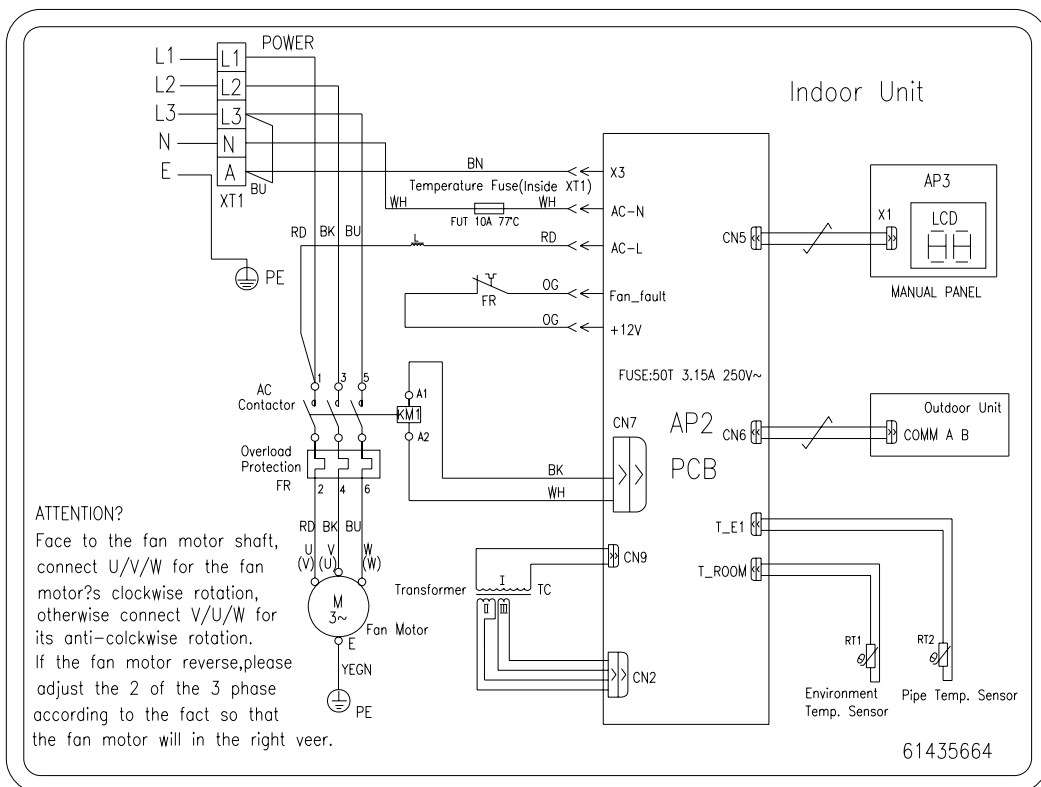 POWER
L1 L1
L2 L2
L3 L3
N N
E A
XT1
BU
PE
Indoor Unit
BN
X3
Temperature Fuse(Inside XT1)
WH WH
FUT 10A 77°C
AC-N
RD BK BU
L
RD
AC-L
FR
OG
Fan_fault
OG
+12V
FUSE:50T 3.15A 250V~
AP2
PCB
CN5
X1
AP3
LCD
MANUAL PANEL
CN6
Outdoor Unit
COMM A B
AC
Contactor
1 3 5
A1
KM1
A2
CN7
BK
WH
Overload
Protection
FR
2 4 6
RD BK BU
U V W
(V) (U) (W)
M
3~
Fan Motor
E
YEGN
PE
Transformer
I
TC
II III
CN9
CN2
T_E1
T_ROOM
RT1
RT2
Environment
Temp. Sensor
Pipe Temp. Sensor
ATTENTION?
Face to the fan motor shaft,
connect U/V/W for the fan
motor?s clockwise rotation,
otherwise connect V/U/W for
its anti-colckwise rotation.
If the fan motor reverse,please
adjust the 2 of the 3 phase
according to the fact so that
the fan motor will in the right veer.
61435664